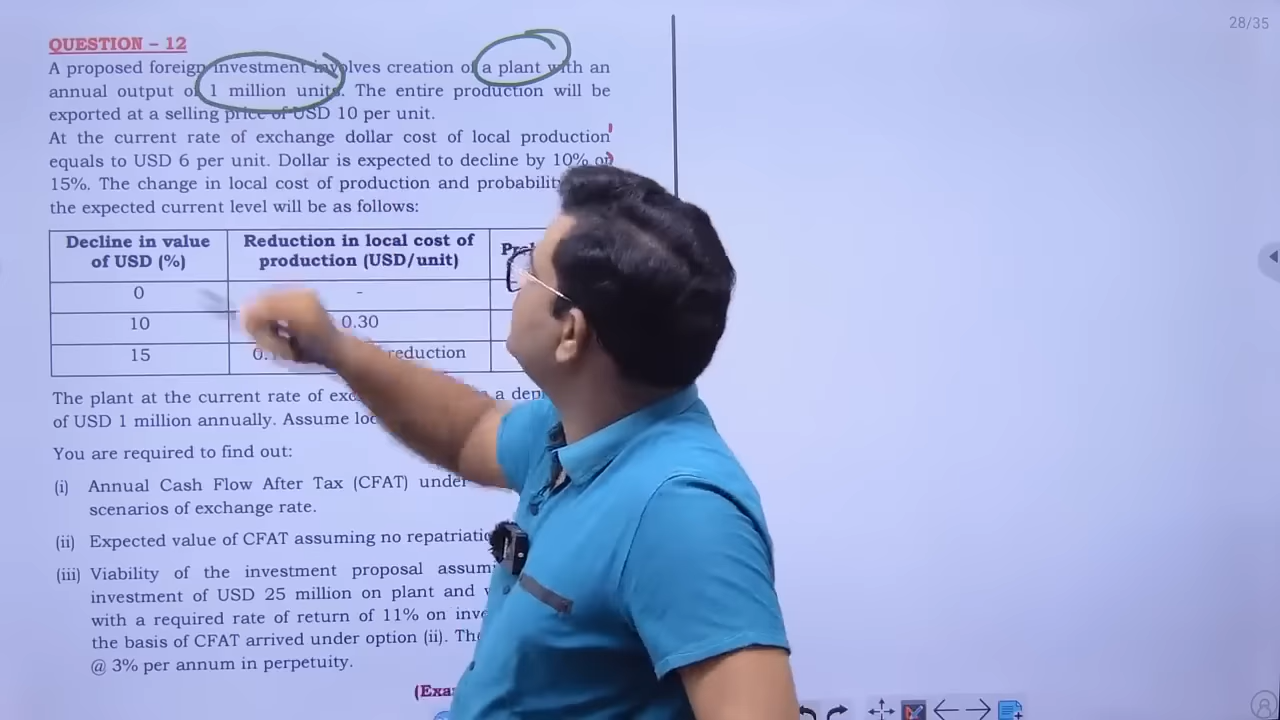 28/35
QUESTION – 12
A proposed foreign investment involves creation of a plant with an
annual output of 1 million units. The entire production will be
exported at a selling price of USD 10 per unit.
At the current rate of exchange dollar cost of local production
equals to USD 6 per unit. Dollar is expected to decline by 10% or
15%. The change in local cost of production and
the expected current level will be as follows:
Decline in value of USD (%)
Reduction in local cost of production (USD/unit)
0 -
10 0.30
15 reduction
The plant at the current rate of
of USD 1 million annually. Assume
You are required to find out:
(i) Annual Cash Flow After Tax (CFAT) under
scenarios of exchange rate.
(ii) Expected value of CFAT assuming no
(iii) Viability of the investment proposal
investment of USD 25 million on plant and
with a required rate of return of 11% on
the basis of CFAT arrived under option (ii).
@ 3% per annum in perpetuity.